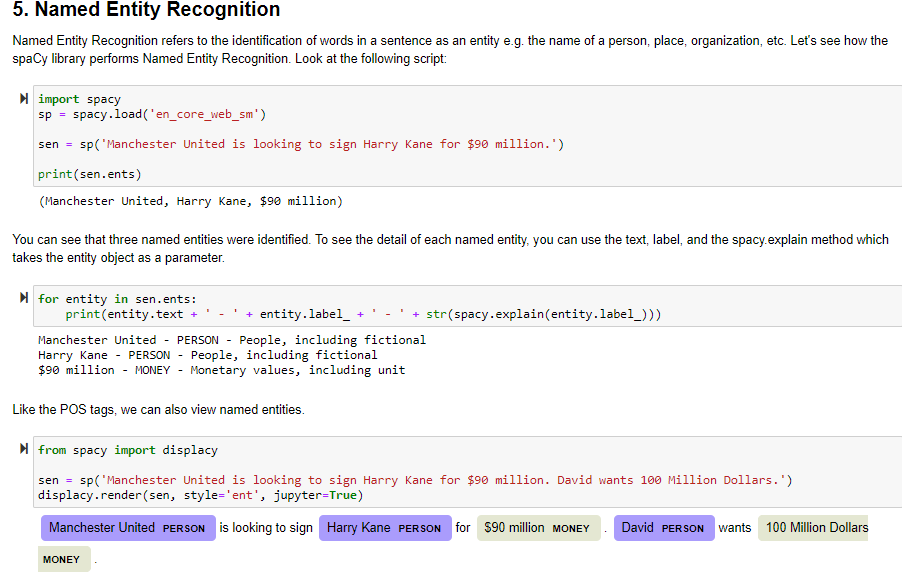 5. Named Entity Recognition
Named Entity Recognition refers to the identification of words in a sentence as an entity e.g. the name of a person, place, organization, etc. Let's see how the
spaCy library performs Named Entity Recognition. Look at the following script:
import spacy
sp = spacy.load('en_core_web_sm')
sen = sp('Manchester United is looking to sign Harry Kane for $90 million.')
print(sen.ents)
(Manchester United, Harry Kane, $90 million)
You can see that three named entities were identified. To see the detail of each named entity, you can use the text, label, and the spacy.explain method which
takes the entity object as a parameter.
for entity in sen.ents:
    print(entity.text + ' - ' + entity.label_ + ' - ' + str(spacy.explain(entity.label_)))
Manchester United - PERSON - People, including fictional
Harry Kane - PERSON - People, including fictional
$90 million - MONEY - Monetary values, including unit
Like the POS tags, we can also view named entities.
from spacy import displacy
sen = sp('Manchester United is looking to sign Harry Kane for $90 million. David wants 100 Million Dollars.')
displacy.render(sen, style='ent', jupyter=True)
Manchester United PERSON is looking to sign Harry Kane PERSON for $90 million MONEY . David PERSON wants 100 Million Dollars
MONEY .